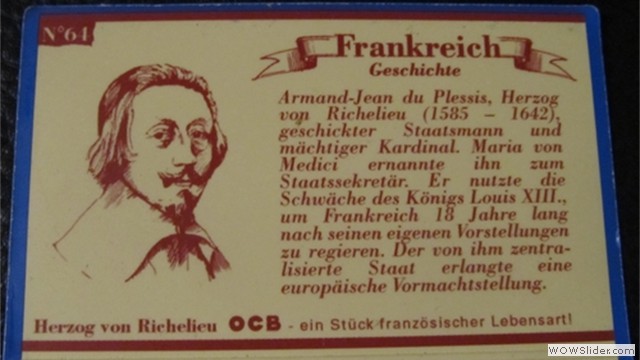 N°64
Frankreich
Geschichte
Armand-Jean du Plessis, Herzog
von Richelieu (1585 – 1642),
geschickter Staatsmann und
mächtiger Kardinal. Maria von
Medici ernannte ihn zum
Staatssekretär. Er nutzte die
Schwäche des Königs Louis XIII.,
um Frankreich 18 Jahre lang
nach seinen eigenen Vorstellungen
zu regieren. Der von ihm zentra-
lisierte Staat erlangte eine
europäische Vormachtstellung.
Herzog von Richelieu OCB - ein Stück französischer Lebensart!
WOWSlider.com